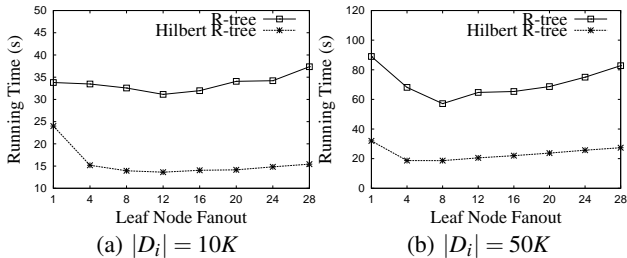 R-tree
Hilbert R-tree
Running Time (s)
50
45
40
35
30
25
20
15
10
1 4 8 12 16 20 24 28
Leaf Node Fanout
(a) |D_i| = 10K
R-tree
Hilbert R-tree
Running Time (s)
120
100
80
60
40
20
0
1 4 8 12 16 20 24 28
Leaf Node Fanout
(b) |D_i| = 50K